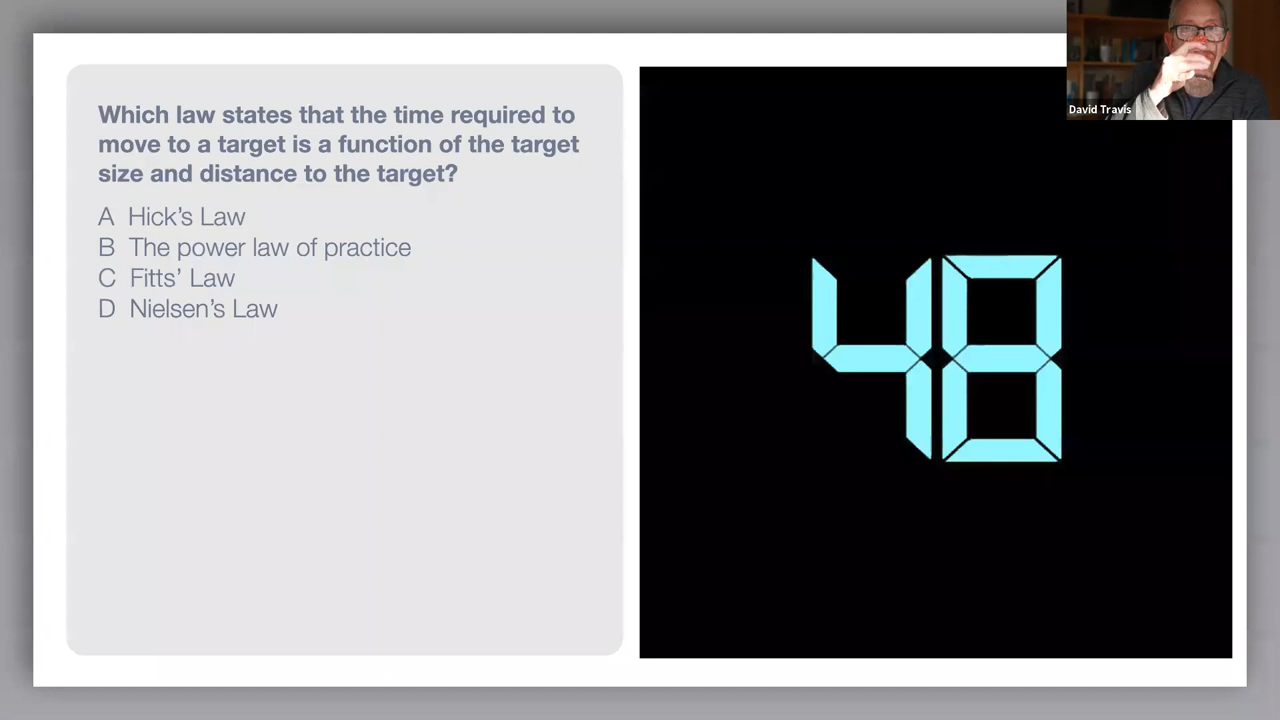 Which law states that the time required to
move to a target is a function of the target
size and distance to the target?
A Hick’s Law
B The power law of practice
C Fitts’ Law
D Nielsen’s Law
48
David Travis